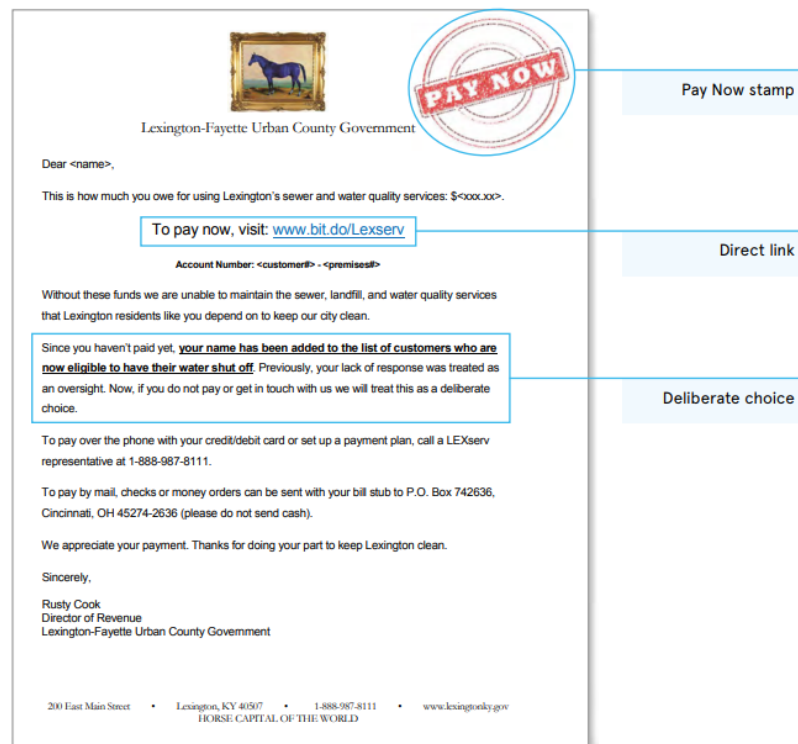 PAY NOW
Pay Now stamp
Lexington-Fayette Urban County Government
Dear <name>,
This is how much you owe for using Lexington's sewer and water quality services: $<xxx.xx>.
To pay now, visit: www.bit.do/Lexserv
Direct link
Account Number: <customer#> - <premises#>
Without these funds we are unable to maintain the sewer, landfill, and water quality services
that Lexington residents like you depend on to keep our city clean.
Since you haven't paid yet, your name has been added to the list of customers who are
now eligible to have their water shut off. Previously, your lack of response was treated as
an oversight. Now, if you do not pay or get in touch with us we will treat this as a deliberate
choice.
Deliberate choice
To pay over the phone with your credit/debit card or set up a payment plan, call a LEXserv
representative at 1-888-987-8111.
To pay by mail, checks or money orders can be sent with your bill stub to P.O. Box 742636,
Cincinnati, OH 45274-2636 (please do not send cash).
We appreciate your payment. Thanks for doing your part to keep Lexington clean.
Sincerely,
Rusty Cook
Director of Revenue
Lexington-Fayette Urban County Government
200 East Main Street • Lexington, KY 40507 • 1-888-987-8111 • www.lexingtonky.gov
HORSE CAPITAL OF THE WORLD